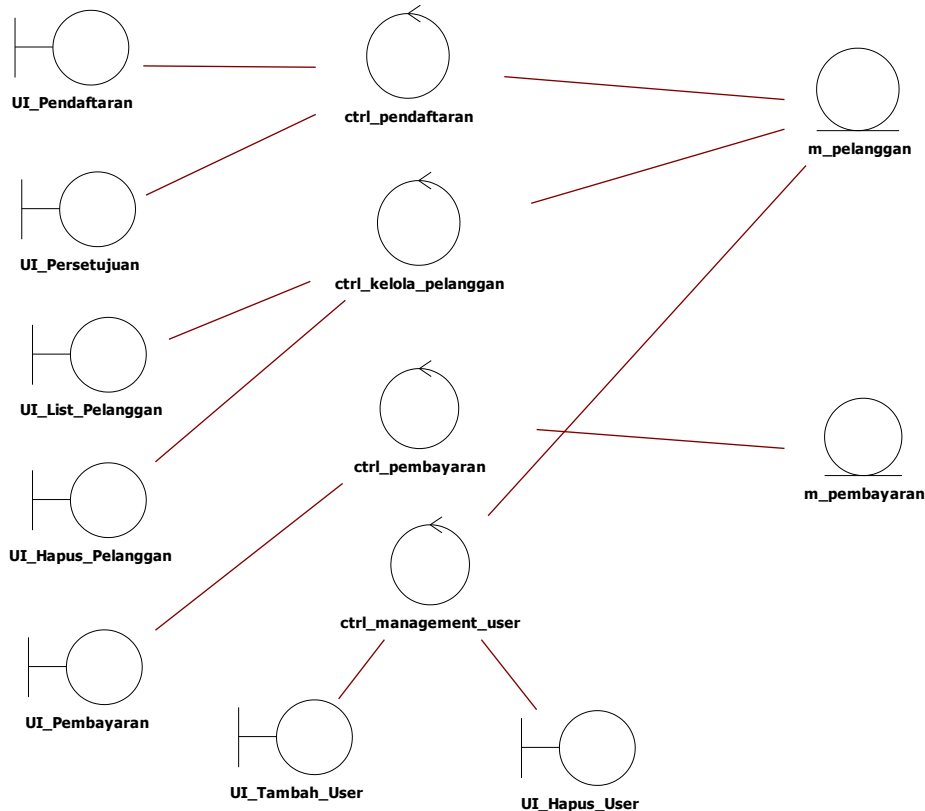 UI_Pendaftaran
ctrl_pendaftaran
m_pelanggan
UI_Persetujuan
ctrl_kelola_pelanggan
UI_List_Pelanggan
ctrl_pembayaran
m_pembayaran
UI_Hapus_Pelanggan
ctrl_management_user
UI_Pembayaran
UI_Tambah_User
UI_Hapus_User